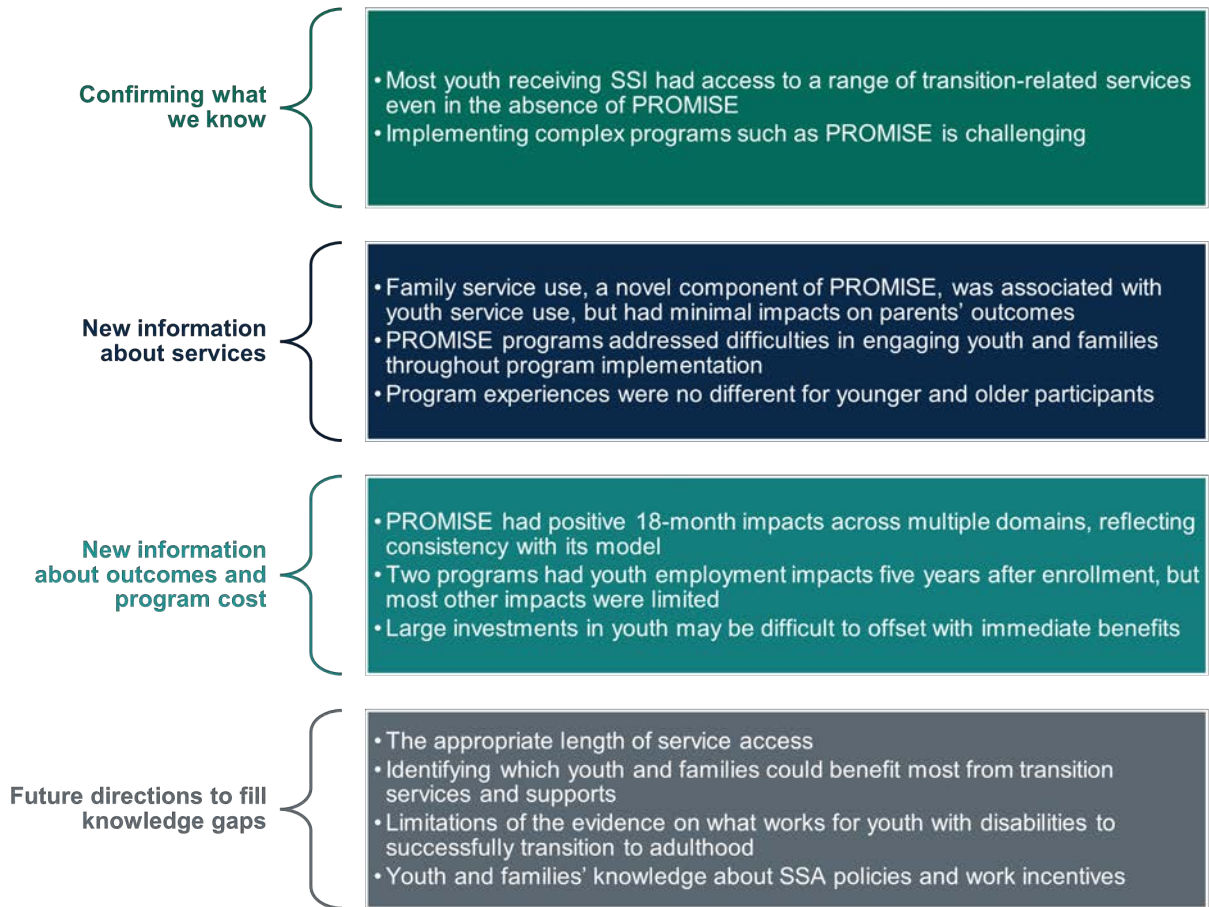 Confirming what
we know
• Most youth receiving SSI had access to a range of transition-related services
even in the absence of PROMISE
• Implementing complex programs such as PROMISE is challenging
New information
about services
• Family service use, a novel component of PROMISE, was associated with
youth service use, but had minimal impacts on parents’ outcomes
• PROMISE programs addressed difficulties in engaging youth and families
throughout program implementation
• Program experiences were no different for younger and older participants
New information
about outcomes and
program cost
• PROMISE had positive 18-month impacts across multiple domains, reflecting
consistency with its model
• Two programs had youth employment impacts five years after enrollment, but
most other impacts were limited
• Large investments in youth may be difficult to offset with immediate benefits
Future directions to fill
knowledge gaps
• The appropriate length of service access
• Identifying which youth and families could benefit most from transition
services and supports
• Limitations of the evidence on what works for youth with disabilities to
successfully transition to adulthood
• Youth and families’ knowledge about SSA policies and work incentives